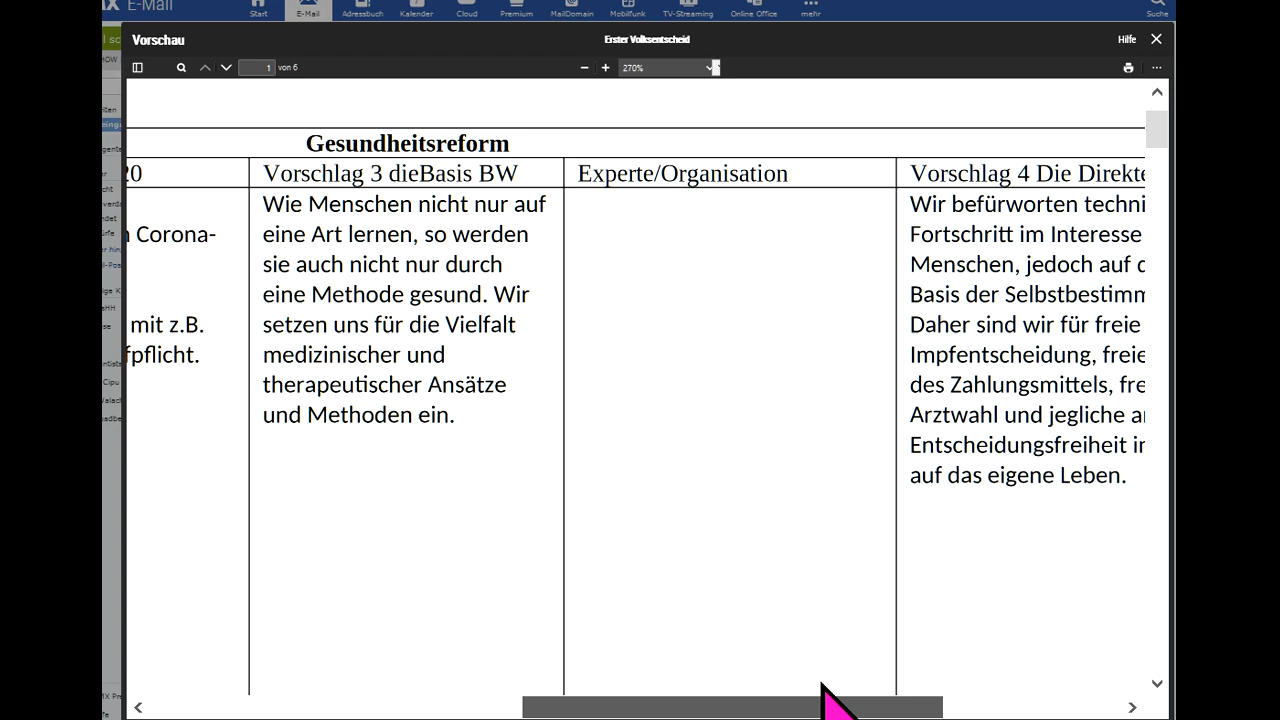 E-Mail
Start E-Mail Adressbuch Kalender Cloud Premium MailDomain Mobilfunk TV-Streaming Online Office mehr Suche
Vorschau Erster Volksentscheid Hilfe
1 von 6 270%
Gesundheitsreform
20 Vorschlag 3 dieBasis BW Experte/Organisation Vorschlag 4 Die Direkte
Corona-
mit z.B.
fpflicht.
Wie Menschen nicht nur auf
eine Art lernen, so werden
sie auch nicht nur durch
eine Methode gesund. Wir
setzen uns für die Vielfalt
medizinischer und
therapeutischer Ansätze
und Methoden ein.
Wir befürworten techni
Fortschritt im Interesse
Menschen, jedoch auf d
Basis der Selbstbestimm
Daher sind wir für freie
Impfentscheidung, freie
des Zahlungsmittels, fre
Arztwahl und jegliche a
Entscheidungsfreiheit in
auf das eigene Leben.